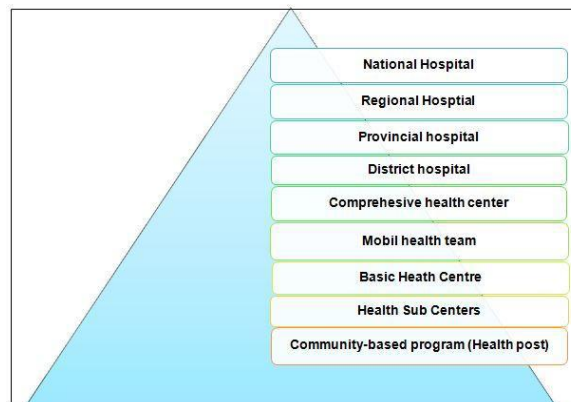 National Hospital
Regional Hosptial
Provincial hospital
District hospital
Comprehesive health center
Mobil health team
Basic Heath Centre
Health Sub Centers
Community-based program (Health post)